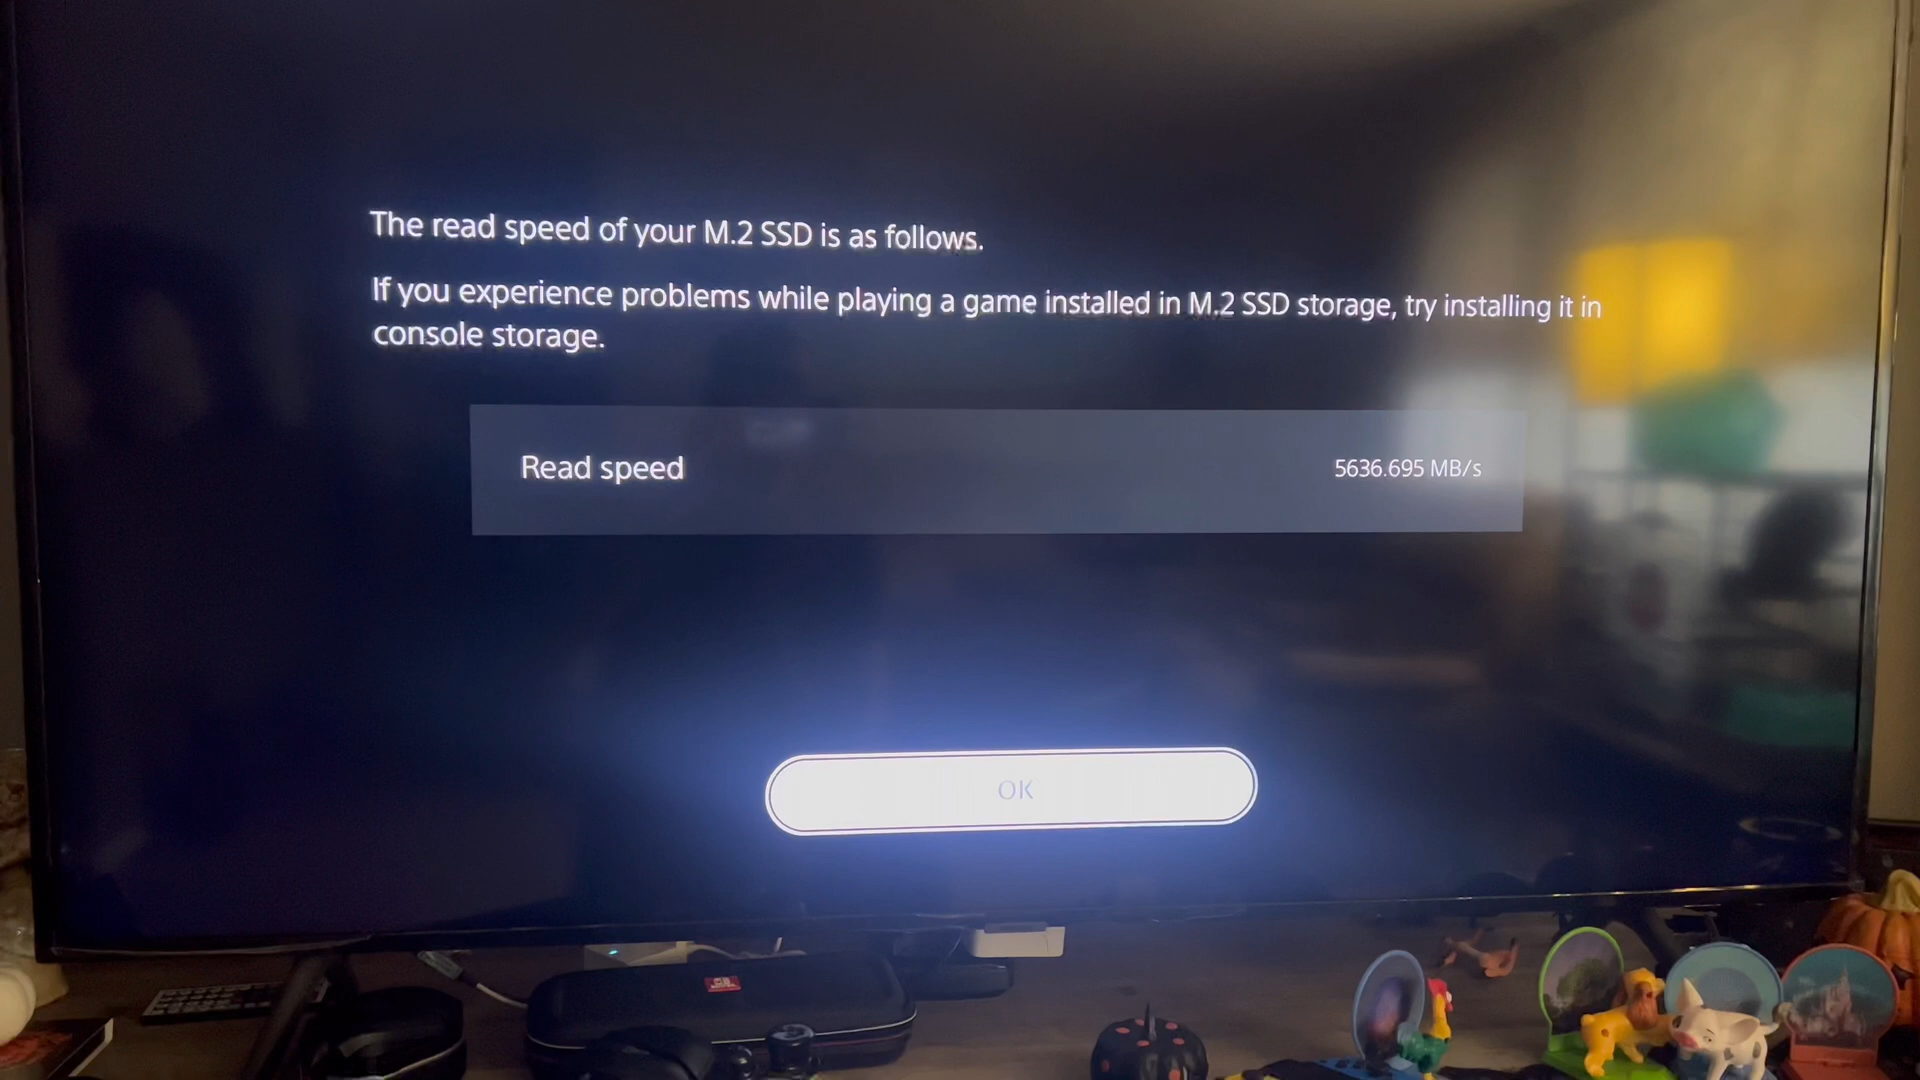 The read speed of your M.2 SSD is as follows.
If you experience problems while playing a game installed in M.2 SSD storage, try installing it in
console storage.
Read speed 5636.695 MB/s
OK